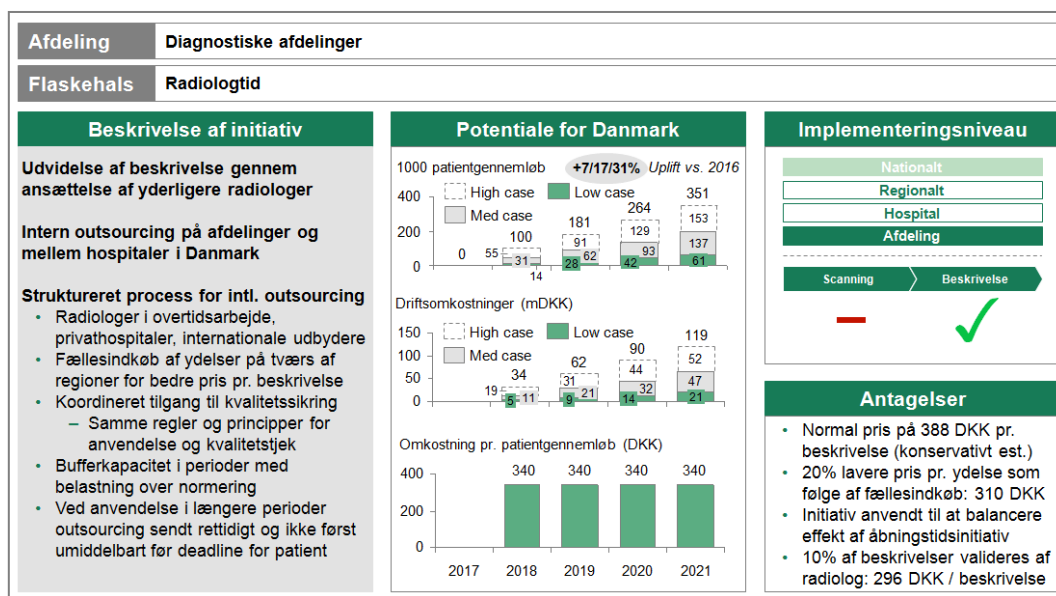 Afdeling
Diagnostiske afdelinger
Flaskehals
Radiologtid
Beskrivelse af initiativ
Udvidelse af beskrivelse gennem
ansættelse af yderligere radiologer
Intern outsourcing på afdelinger og
mellem hospitaler i Danmark
Struktureret process for intl. outsourcing
• Radiologer i overtidsarbejde,
privathospitaler, internationale udbydere
• Fællesindkøb af ydelser på tværs af
regioner for bedre pris pr. beskrivelse
• Koordineret tilgang til kvalitetssikring
– Samme regler og principper for
anvendelse og kvalitetstjek
• Bufferkapacitet i perioder med
belastning over normering
• Ved anvendelse i længere perioder
outsourcing sendt rettidigt og ikke først
umiddelbart før deadline for patient
Potentiale for Danmark
1000 patientgennemløb
+7/17/31%
Uplift vs. 2016
High case
Low case
Med case
400
200
0
0
100
55
31
14
181
91
62
28
264
129
93
42
351
153
137
61
Driftsomkostninger (mDKK)
High case
Low case
Med case
150
100
50
0
34
19
11
5
62
31
21
9
90
44
32
14
119
52
47
21
Omkostning pr. patientgennemløb (DKK)
400
200
0
340
340
340
340
2017
2018
2019
2020
2021
Implementeringsniveau
Nationalt
Regionalt
Hospital
Afdeling
Scanning
Beskrivelse
Antagelser
• Normal pris på 388 DKK pr.
beskrivelse (konservativt est.)
• 20% lavere pris pr. ydelse som
følge af fællesindkøb: 310 DKK
• Initiativ anvendt til at balancere
effekt af åbningstidsinitiativ
• 10% af beskrivelser valideres af
radiolog: 296 DKK / beskrivelse